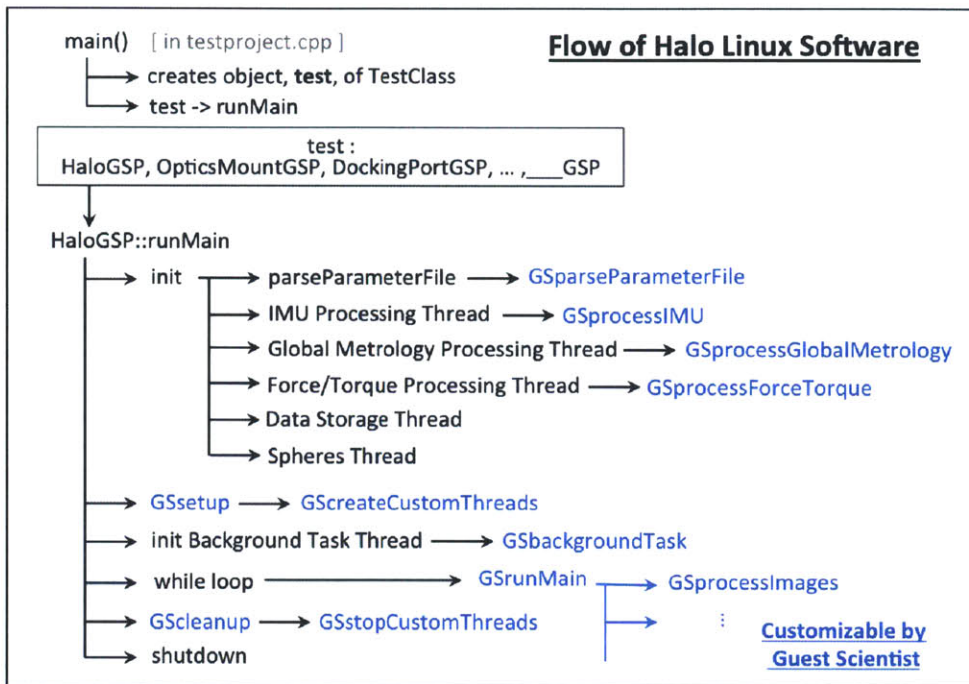 main() [ in testproject.cpp ]
Flow of Halo Linux Software
creates object, test, of TestClass
test -> runMain
test :
HaloGSP, OpticsMountGSP, DockingPortGSP, ... ,___GSP
HaloGSP::runMain
init parseParameterFile GSparseParameterFile
IMU Processing Thread GSprocessIMU
Global Metrology Processing Thread GSprocessGlobalMetrology
Force/Torque Processing Thread GSprocessForceTorque
Data Storage Thread
Spheres Thread
GSsetup GScreateCustomThreads
init Background Task Thread GSbackgroundTask
while loop GSrunMain GSprocessImages
⋮
GScleanup GSstopCustomThreads
Customizable by
Guest Scientist
shutdown